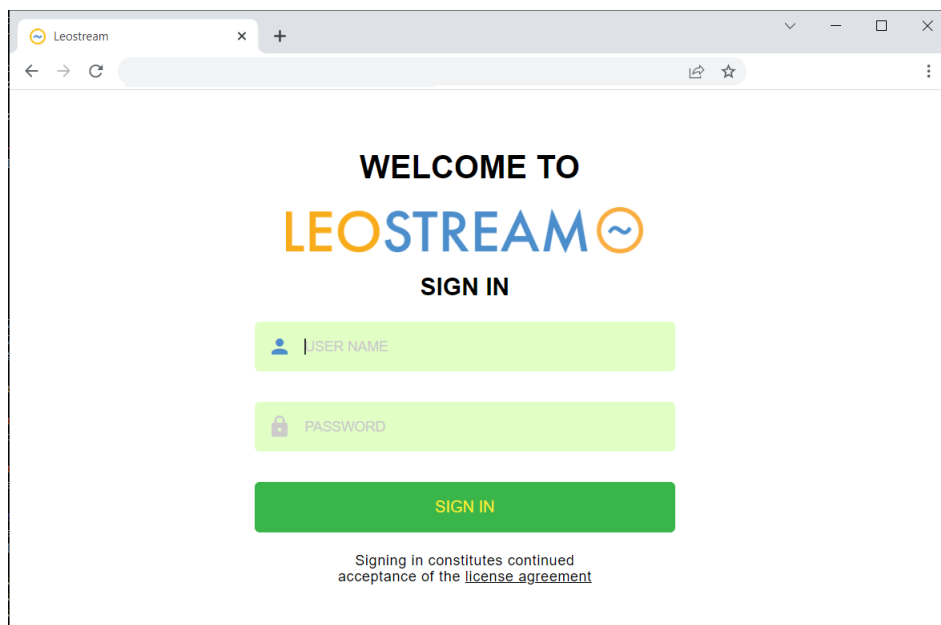 Leostream
WELCOME TO
LEOSTREAM
SIGN IN
USER NAME
PASSWORD
SIGN IN
Signing in constitutes continued
acceptance of the license agreement